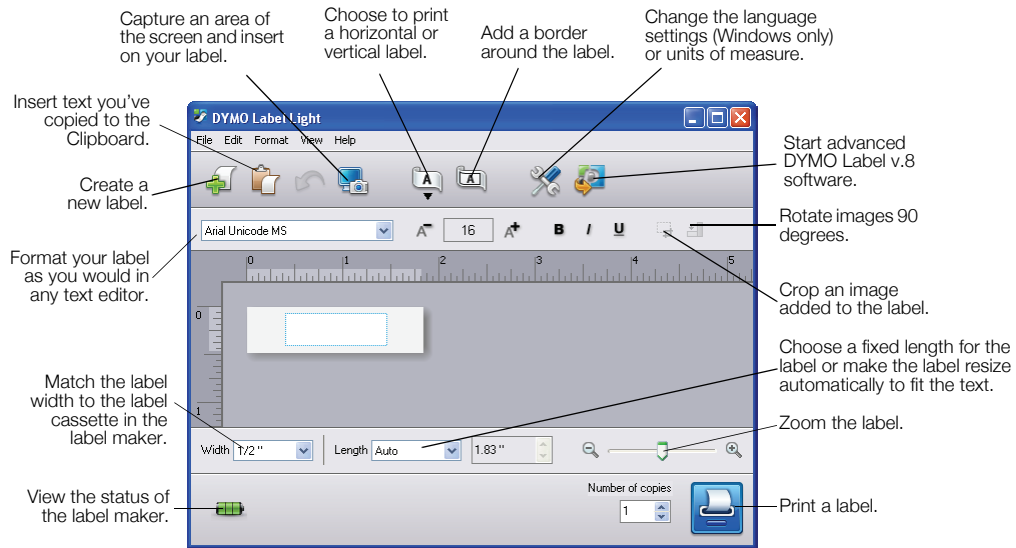 Capture an area of
the screen and insert
on your label.
Choose to print
a horizontal or
vertical label.
Add a border
around the label.
Change the language
settings (Windows only)
or units of measure.
Insert text you've
copied to the
Clipboard.
Create a
new label.
Format your label
as you would in
any text editor.
Match the label
width to the label
cassette in the
label maker.
View the status of
the label maker.
DYMO Label Light
File Edit Format View Help
A A
Arial Unicode MS A 16 A B I U
0 1 2 3 4 5
0
1
Width 1/2 " Length Auto 1.83 "
Number of copies
1
Start advanced
DYMO Label v.8
software.
Rotate images 90
degrees.
Crop an image
added to the label.
Choose a fixed length for the
label or make the label resize
automatically to fit the text.
Zoom the label.
Print a label.